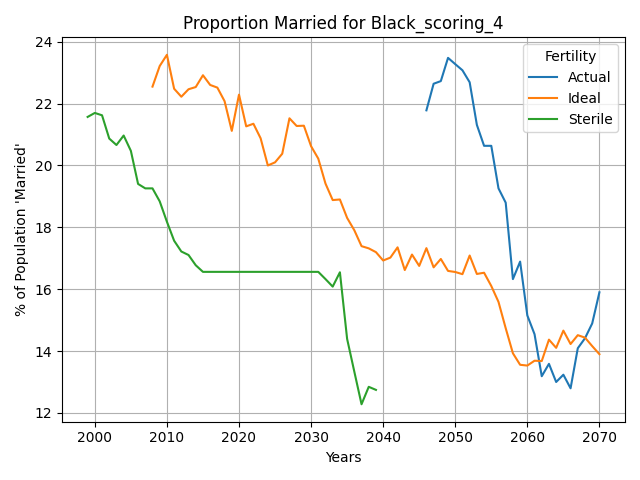 Proportion Married for Black_scoring_4
% of Population 'Married'
24
22
20
18
16
14
12
Fertility
Actual
Ideal
Sterile
2000 2010 2020 2030 2040 2050 2060 2070
Years